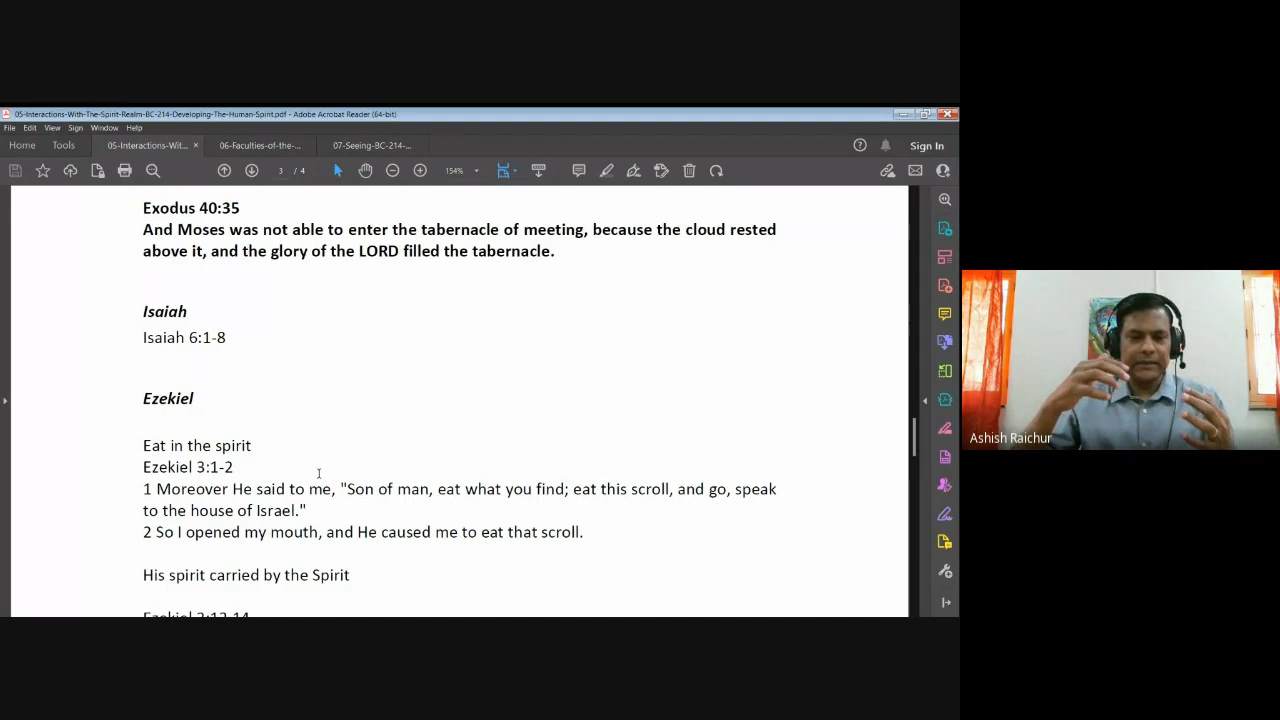 05-Interactions-With-The-Spirit-Realm-BC-214-Developing-The-Human-Spirit.pdf - Adobe Acrobat Reader (64-bit)
File Edit View Sign Window Help
Home Tools 05-Interactions-Wit... × 06-Faculties-of-the-... 07-Seeing-BC-214-... Sign In
3 / 4 154%
Exodus 40:35
And Moses was not able to enter the tabernacle of meeting, because the cloud rested
above it, and the glory of the LORD filled the tabernacle.
Isaiah
Isaiah 6:1-8
Ezekiel
Eat in the spirit
Ezekiel 3:1-2
1 Moreover He said to me, "Son of man, eat what you find; eat this scroll, and go, speak
to the house of Israel."
2 So I opened my mouth, and He caused me to eat that scroll.
His spirit carried by the Spirit
Ezekiel 3:12-14
Ashish Raichur